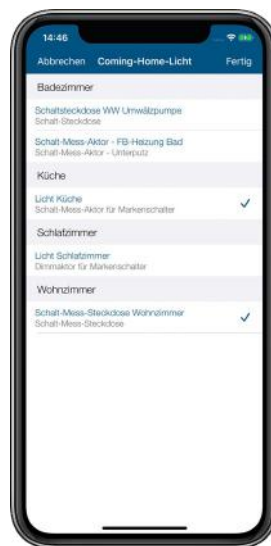 14:46
Abbrechen Coming-Home-Licht Fertig
Badezimmer
Schaltsteckdose WW Umwälzpumpe
Schalt-Steckdose
Schalt-Mess-Aktor - FB-Heizung Bad
Schalt-Mess-Aktor - Unterputz
Küche
Licht Küche
Schalt-Mess-Aktor für Markenschalter
Schlafzimmer
Licht Schlafzimmer
Dimmaktor für Markenschalter
Wohnzimmer
Schalt-Mess-Steckdose Wohnzimmer
Schalt-Mess-Steckdose